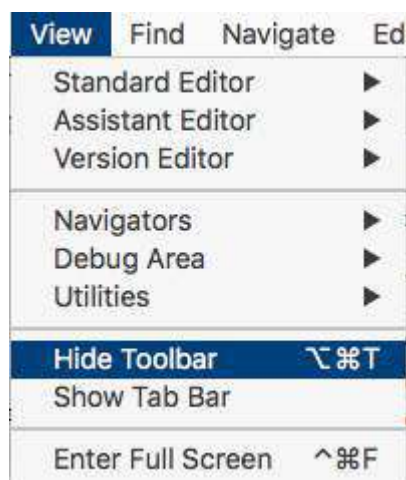 View Find Navigate Ed
Standard Editor ▶
Assistant Editor ▶
Version Editor ▶
Navigators ▶
Debug Area ▶
Utilities ▶
Hide Toolbar ⌥⌘T
Show Tab Bar
Enter Full Screen ^⌘F